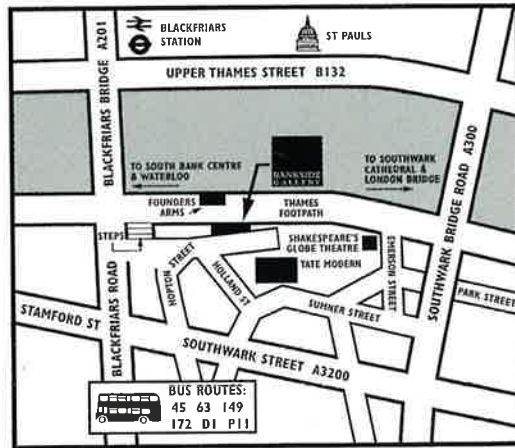 BLACKFRIARS
STATION
ST PAULS
BLACKFRIARS BRIDGE A201
UPPER THAMES STREET B132
TO SOUTH BANK CENTRE
& WATERLOO
BANKSIDE
GALLERY
TO SOUTHWARK
CATHEDRAL &
LONDON BRIDGE
SOUTHWARK BRIDGE ROAD A300
FOUNDERS
ARMS
THAMES
FOOTPATH
STEPS
HOPTON STREET
HOLLAND ST
SHAKESPEARE'S
GLOBE THEATRE
TATE MODERN
EMERSON STREET
SUMNER STREET
PARK STREET
STAMFORD ST
BLACKFRIARS ROAD
SOUTHWARK STREET A3200
BUS ROUTES:
45 63 149
172 D1 P11